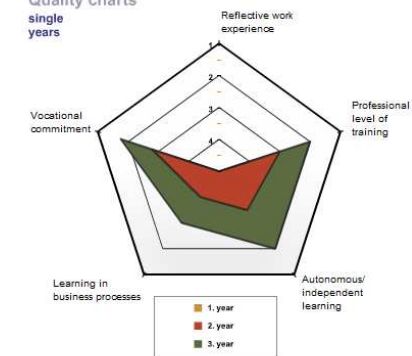 Quality charts
single
years
Reflective work
experience
1
2
3
4
Professional
level of
training
Vocational
commitment
Autonomous/
independent
learning
Learning in
business processes
1. year
2. year
3. year